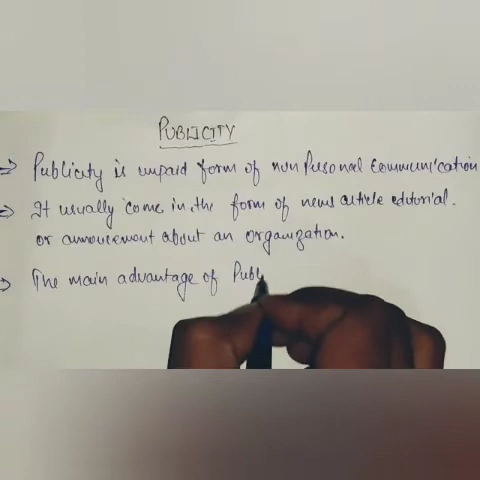 PUBLICITY
⇒ Publicity is unpaid form of non Personal Communication
⇒ It usually come in the form of news article editorial.
or announcement about an organization.
⇒ The main advantage of Publ